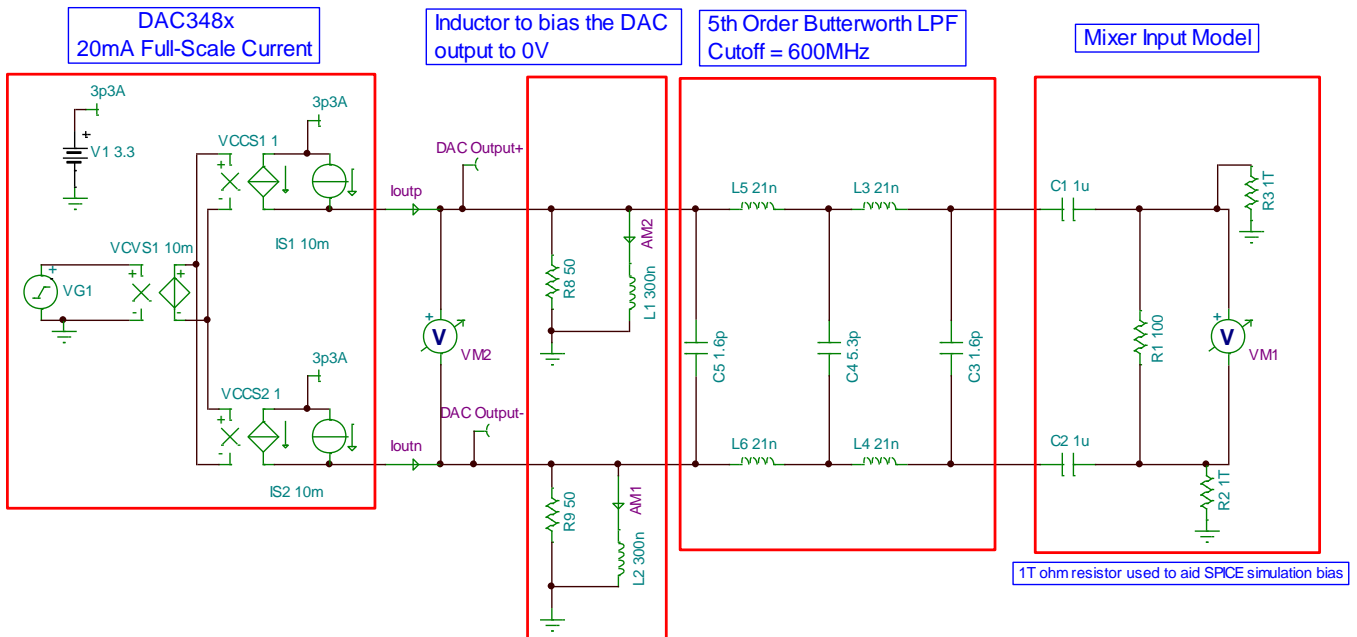 DAC348x
20mA Full-Scale Current
Inductor to bias the DAC
output to 0V
5th Order Butterworth LPF
Cutoff = 600MHz
Mixer Input Model
3p3A
+
V1 3.3
VCCS1 1
3p3A
+
-
IS1 10m
VCVS1 10m
+
VG1
+
-
+
-
VCCS2 1
3p3A
+
-
IS2 10m
Ioutp
DAC Output+
+
V
VM2
DAC Output-
Ioutn
R8 50
AM2
L1 300n
R9 50
AM1
L2 300n
L5 21n
L3 21n
C5 1.6p
C4 5.3p
C3 1.6p
L6 21n
L4 21n
C1 1u
R3 1T
R1 100
+
V
VM1
C2 1u
R2 1T
1T ohm resistor used to aid SPICE simulation bias